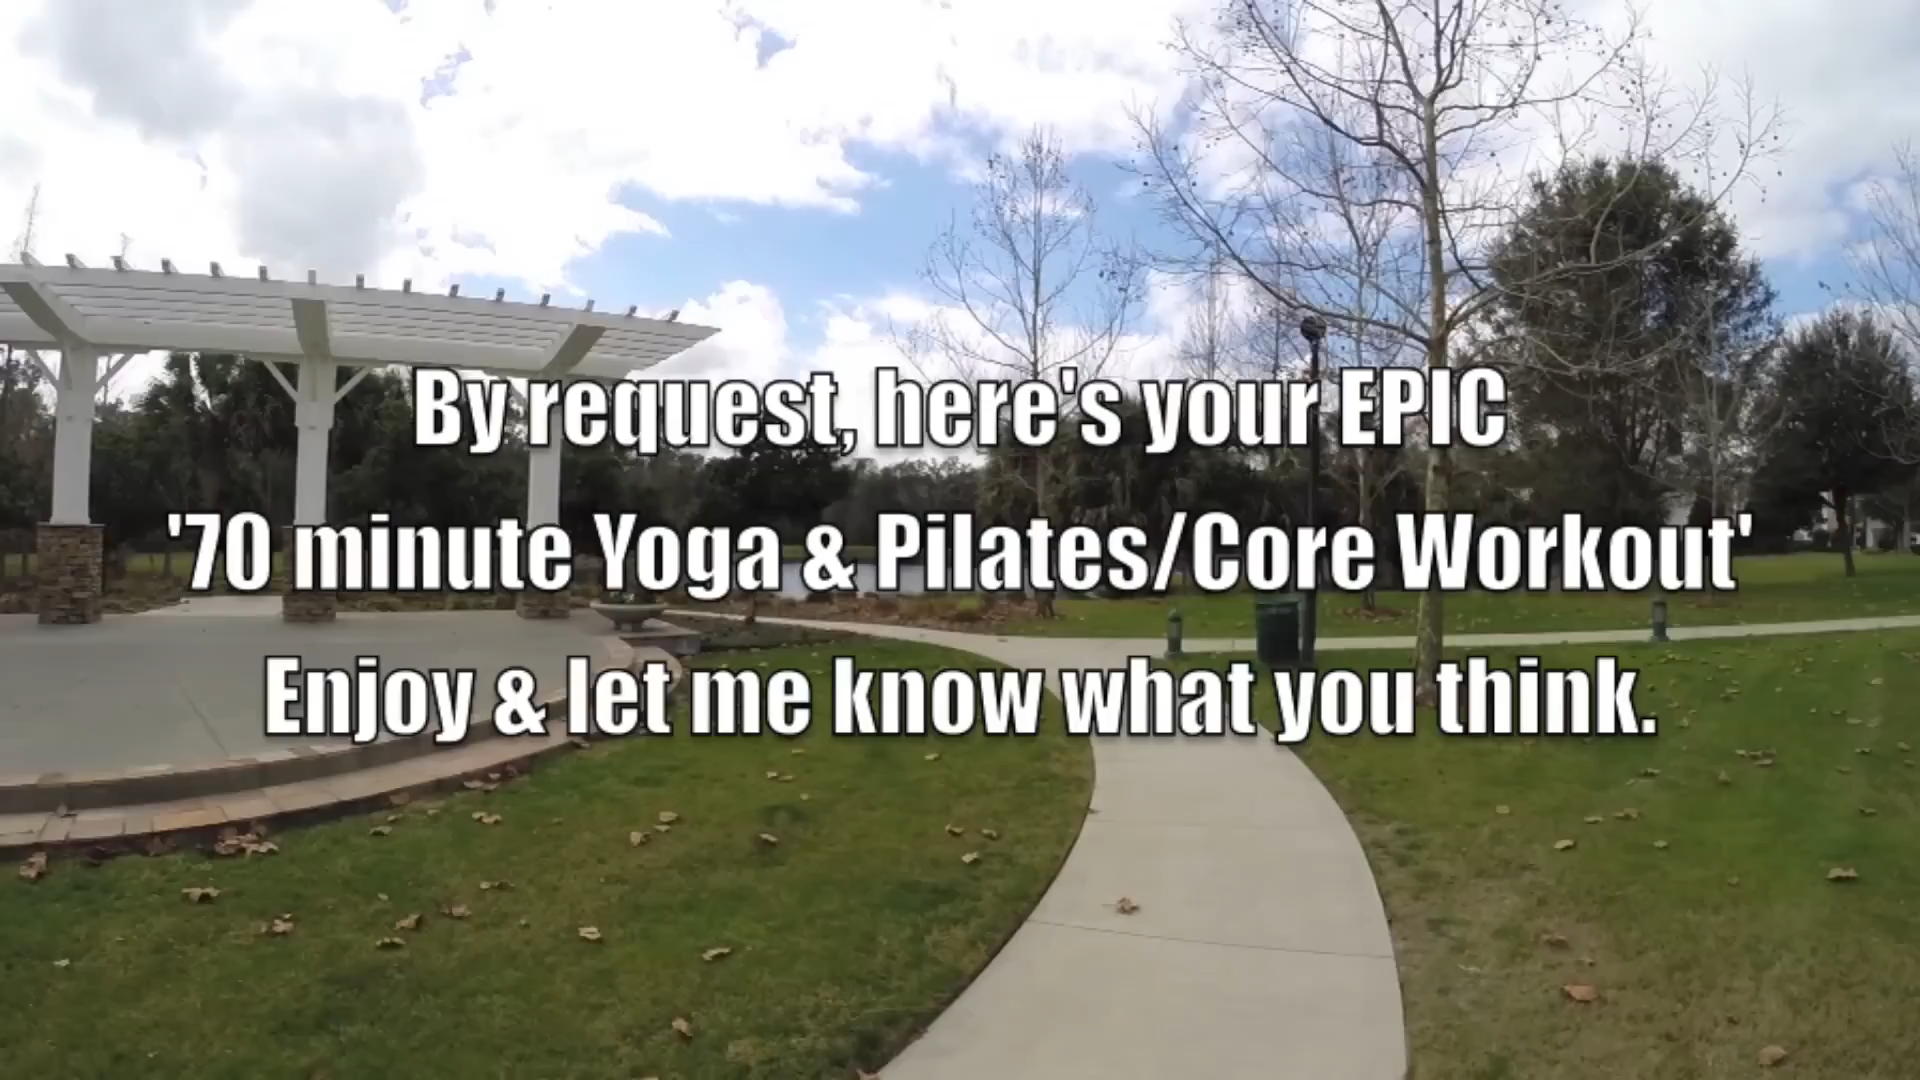 By request, here's your EPIC
'70 minute Yoga & Pilates/Core Workout'
Enjoy & let me know what you think.